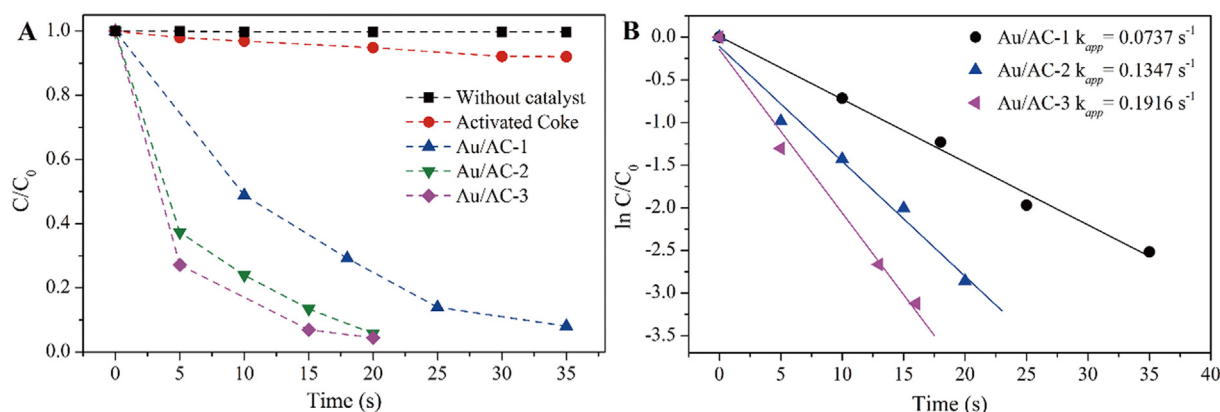 A
1.0
0.8
0.6
0.4
0.2
0.0
C/C0
0 5 10 15 20 25 30 35
Time (s)
Without catalyst
Activated Coke
Au/AC-1
Au/AC-2
Au/AC-3
B
0.0
-0.5
-1.0
-1.5
-2.0
-2.5
-3.0
-3.5
ln C/C0
0 5 10 15 20 25 30 35 40
Time (s)
Au/AC-1 kapp= 0.0737 s-1
Au/AC-2 kapp= 0.1347 s-1
Au/AC-3 kapp= 0.1916 s-1